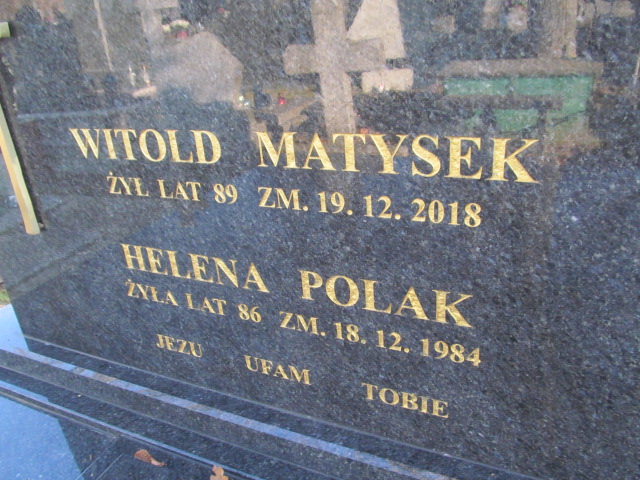 WITOLD MATYSEK
ŻYŁ LAT 89 ZM. 19.12.2018
HELENA POLAK
ŻYŁA LAT 86 ZM. 18.12.1984
JEZU UFAM TOBIE